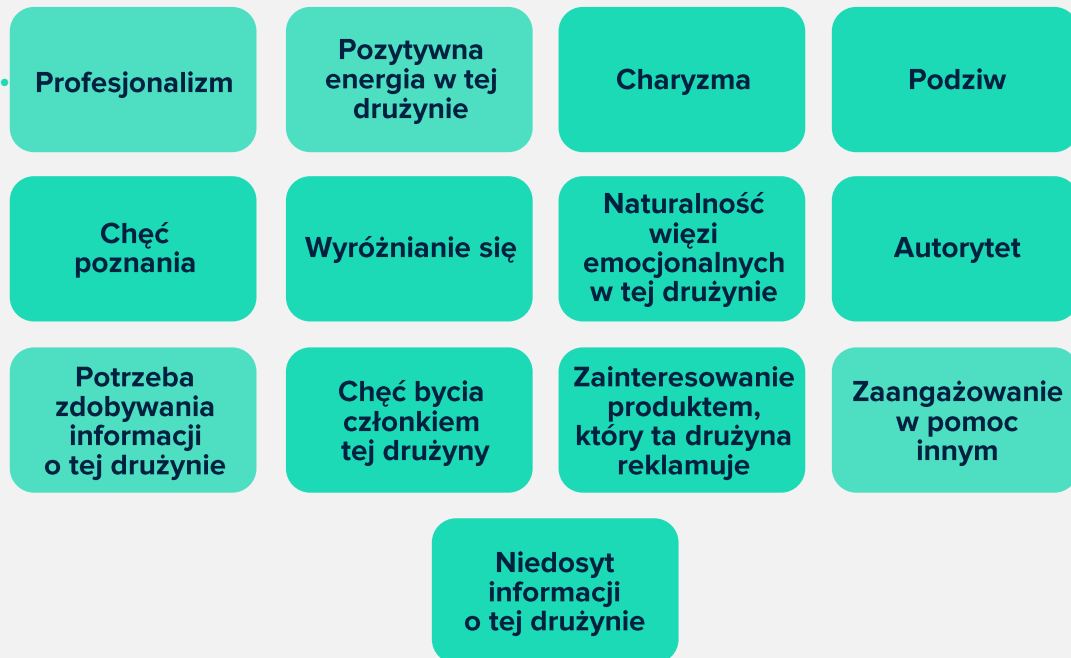 Profesjonalizm
Pozytywna
energia w tej
drużynie
Charyzma
Podziw
Chęć
poznania
Wyróżnianie się
Naturalność
więzi
emocjonalnych
w tej drużynie
Autorytet
Potrzeba
zdobywania
informacji
o tej drużynie
Chęć bycia
członkiem
tej drużyny
Zainteresowanie
produktem,
który ta drużyna
reklamuje
Zaangażowanie
w pomoc
innym
Niedosyt
informacji
o tej drużynie